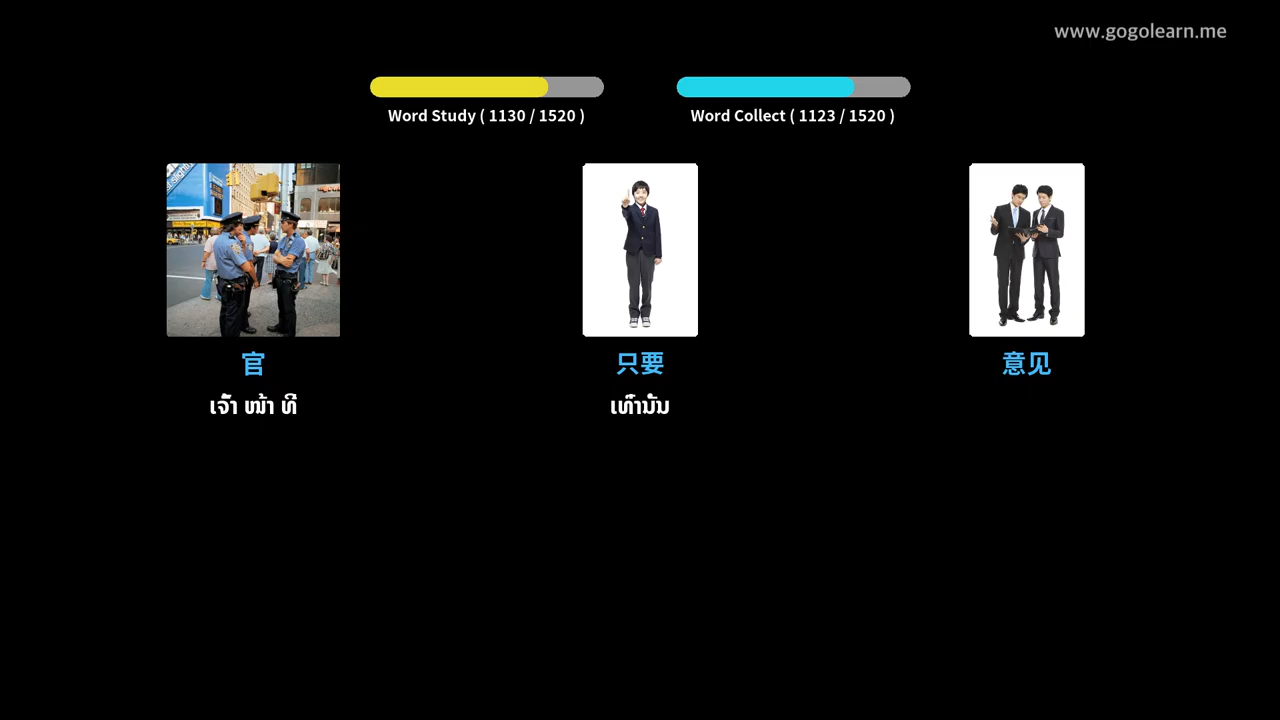 www.gogolearn.me
Word Study ( 1130 / 1520 )
Word Collect ( 1123 / 1520 )
官
只要
意见
ເຈົ້າ ໜ້າ ທີ່
ເທົ່ານັ້ນ